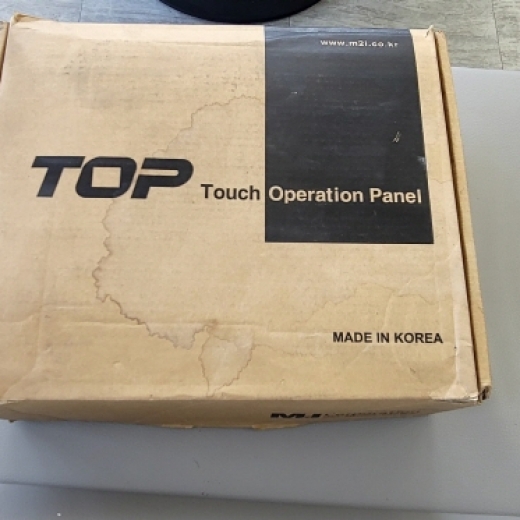 www.m2i.co.kr
TOP Touch Operation Panel
MADE IN KOREA